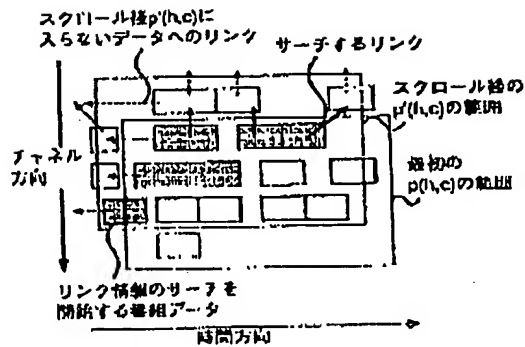 スクロール後p'(h,c)に
入らないデータへのリンク
サーチするリンク
スクロール後の
p'(h,c)の範囲
チャネル
方向
最初の
p(h,c)の範囲
リンク情報のサーチを
開始する番組データ
時間方向